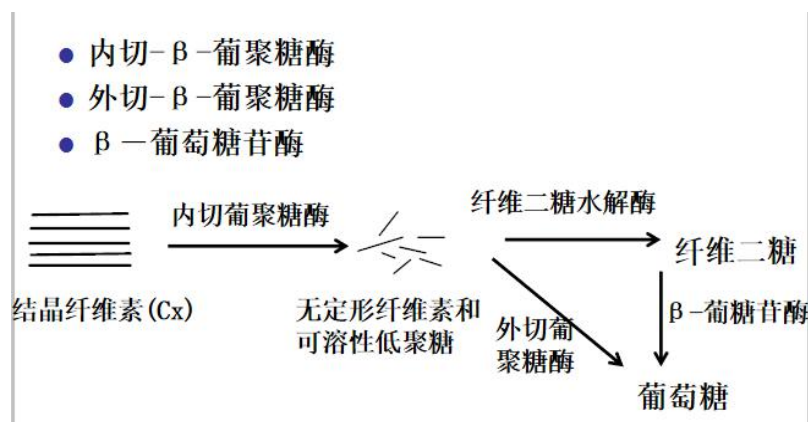 ● 内切-β-葡聚糖酶
● 外切-β-葡聚糖酶
● β—葡萄糖苷酶
内切葡聚糖酶
纤维二糖水解酶
纤维二糖
结晶纤维素(Cx)
无定形纤维素和
可溶性低聚糖
外切葡
聚糖酶
β-葡糖苷酶
葡萄糖